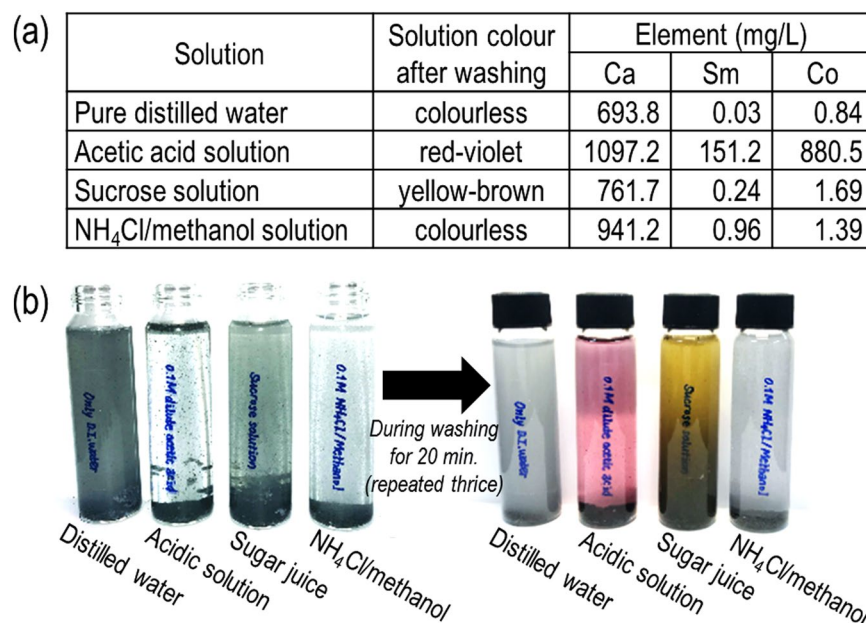 (a)
Solution
Solution colour after washing
Element (mg/L)
Ca
Sm
Co
Pure distilled water colourless 693.8 0.03 0.84
Acetic acid solution red-violet 1097.2 151.2 880.5
Sucrose solution yellow-brown 761.7 0.24 1.69
NH₄Cl/methanol solution colourless 941.2 0.96 1.39
(b)
Only D.I. water
0.1M dilute acetic acid
Sucrose solution
0.1M NH₄Cl/Methanol
During washing
for 20 min.
(repeated thrice)
Only D.I. water
0.1M dilute acetic acid
Sucrose solution
0.1M NH₄Cl/Methanol
Distilled water
Acidic solution
Sugar juice
NH₄Cl/methanol
Distilled water
Acidic solution
Sugar juice
NH₄Cl/methanol